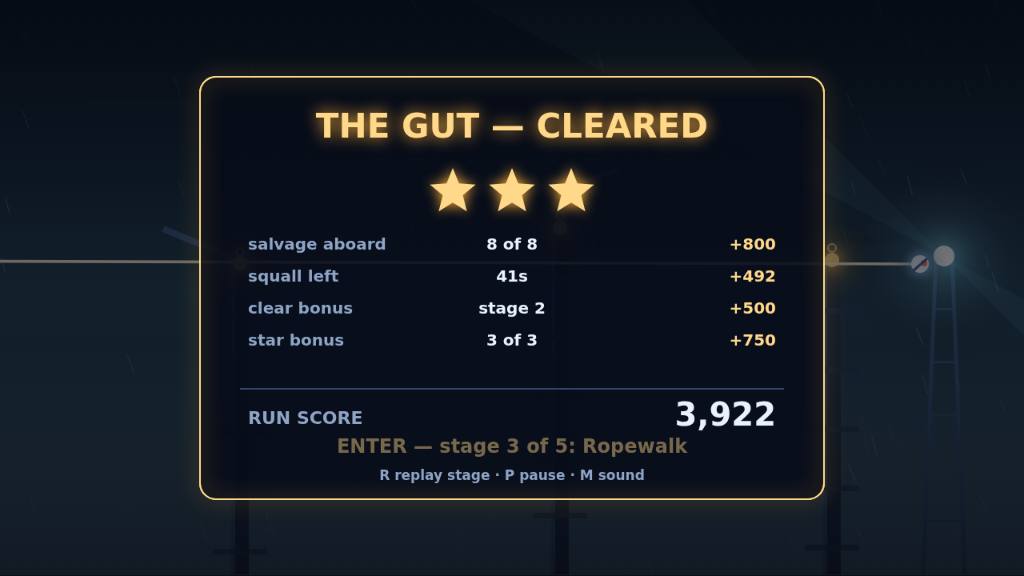 THE GUT — CLEARED
salvage aboard 8 of 8 +800
squall left 41s +492
clear bonus stage 2 +500
star bonus 3 of 3 +750
RUN SCORE 3,922
ENTER — stage 3 of 5: Ropewalk
R replay stage · P pause · M sound